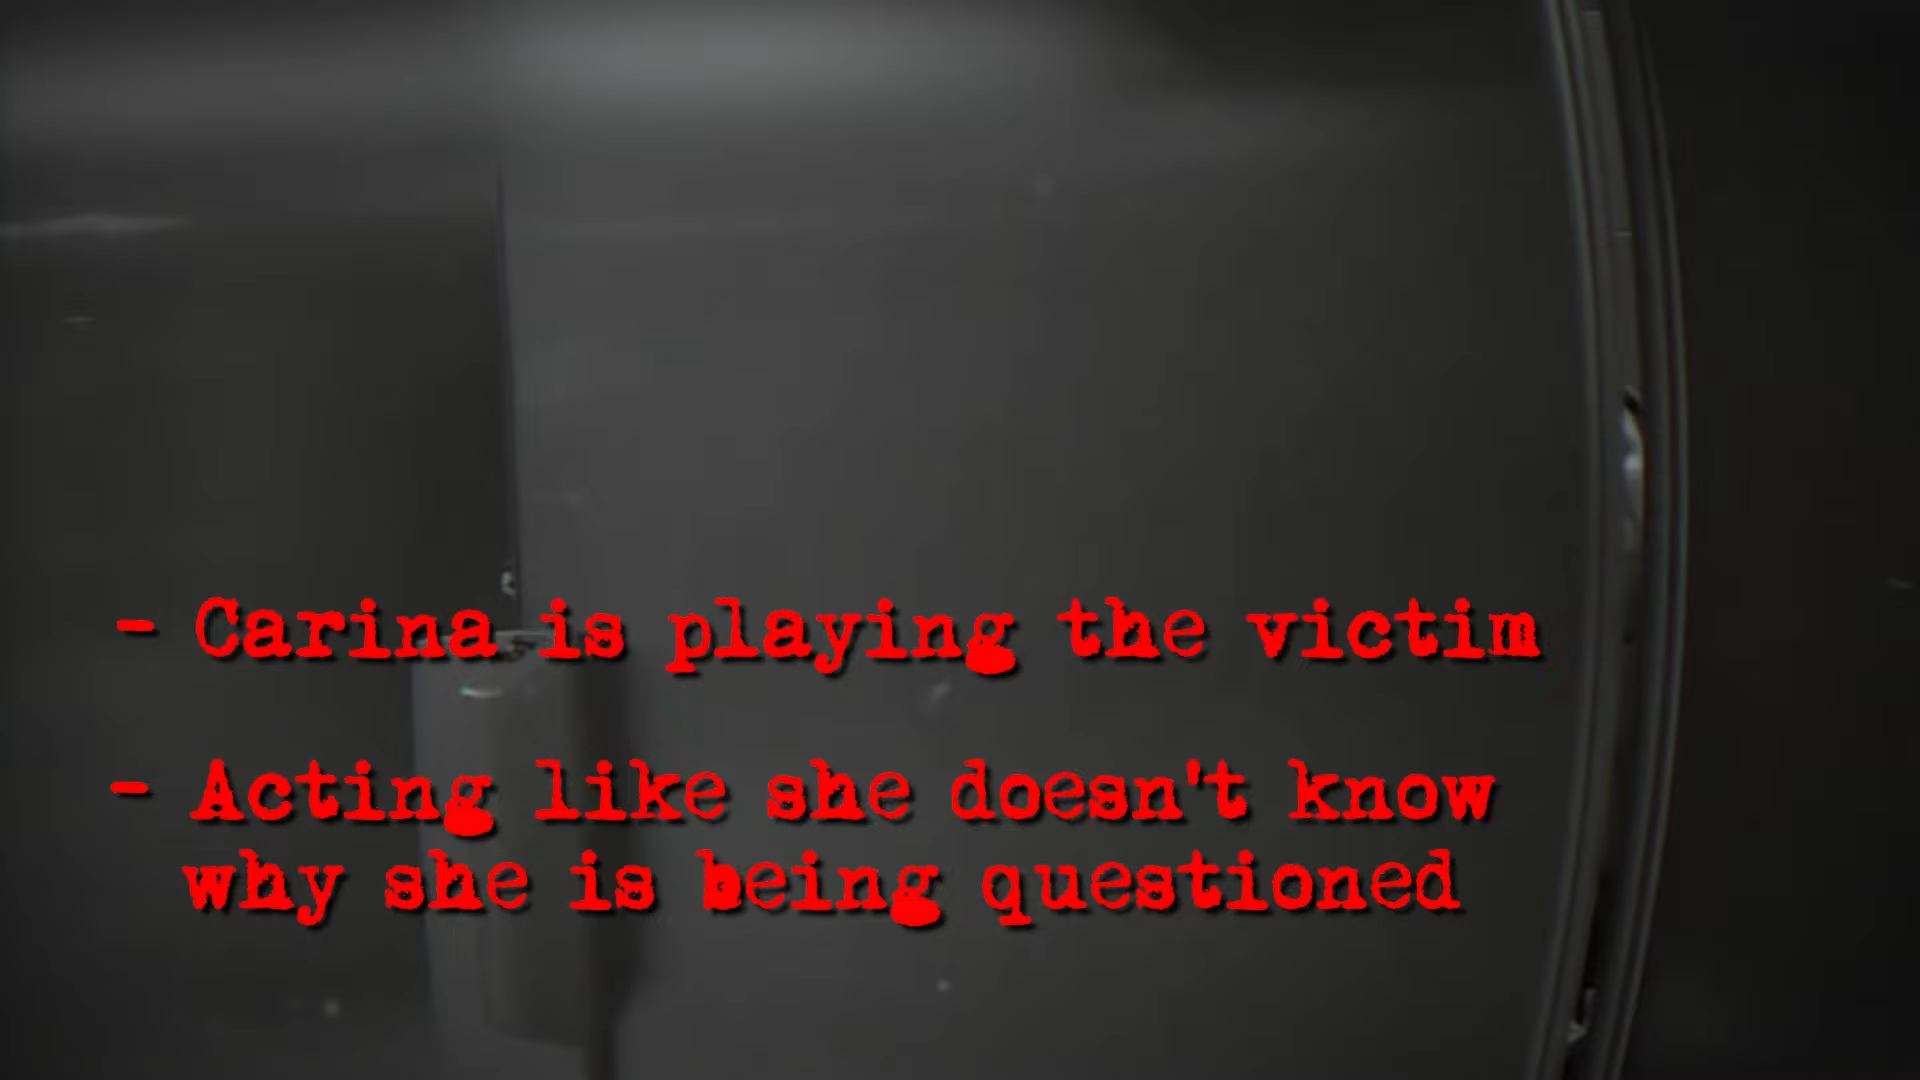 - Carina is playing the victim
- Acting like she doesn't know
why she is being questioned